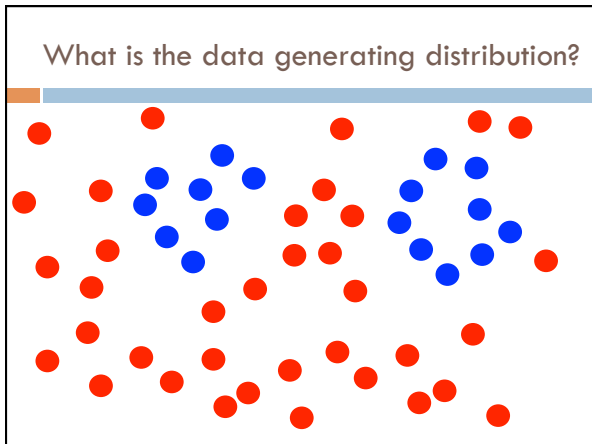 What is the data generating distribution?